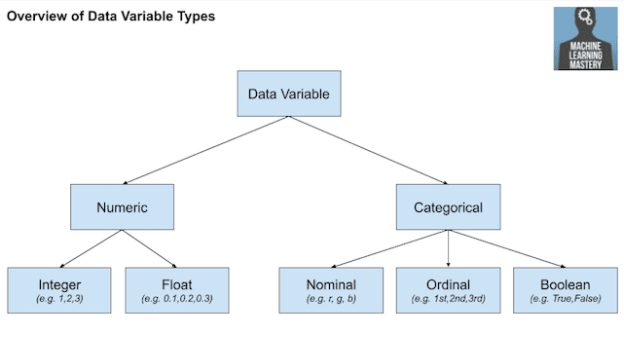 Overview of Data Variable Types
MACHINE
LEARNING
MASTERY
Data Variable
Numeric
Categorical
Integer
(e.g. 1,2,3)
Float
(e.g. 0.1,0.2,0.3)
Nominal
(e.g. r, g, b)
Ordinal
(e.g. 1st,2nd,3rd)
Boolean
(e.g. True,False)